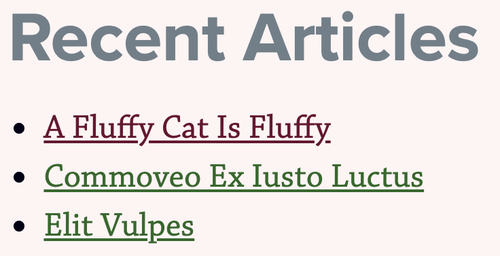 Recent Articles
A Fluffy Cat Is Fluffy
Commoveo Ex Iusto Luctus
Elit Vulpes